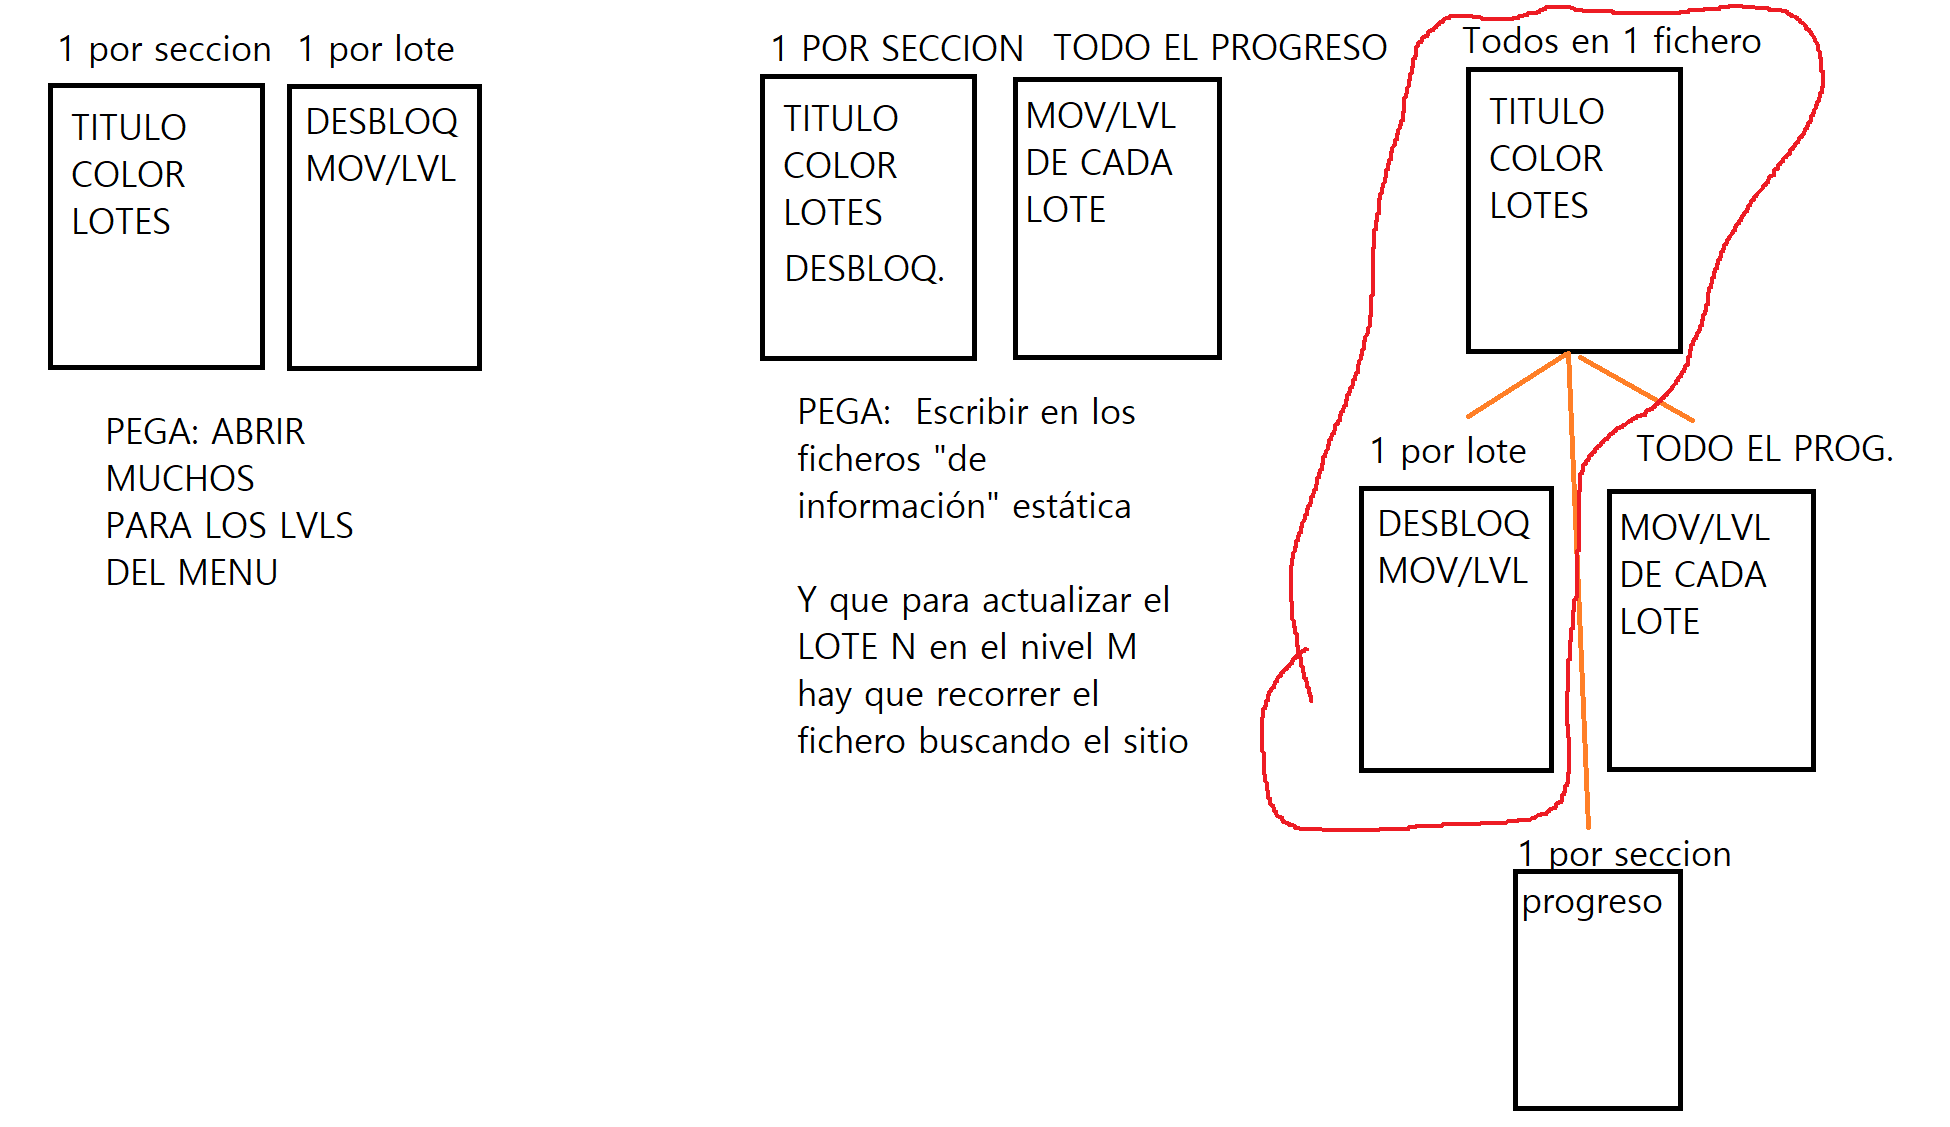 1 por seccion
TITULO
COLOR
LOTES
1 por lote
DESBLOQ
MOV/LVL
PEGA: ABRIR
MUCHOS
PARA LOS LVLS
DEL MENU
1 POR SECCION
TITULO
COLOR
LOTES
DESBLOQ.
TODO EL PROGRESO
MOV/LVL
DE CADA
LOTE
PEGA: Escribir en los
ficheros "de
información" estática
Y que para actualizar el
LOTE N en el nivel M
hay que recorrer el
fichero buscando el sitio
Todos en 1 fichero
TITULO
COLOR
LOTES
1 por lote
DESBLOQ
MOV/LVL
TODO EL PROG.
MOV/LVL
DE CADA
LOTE
1 por seccion
progreso